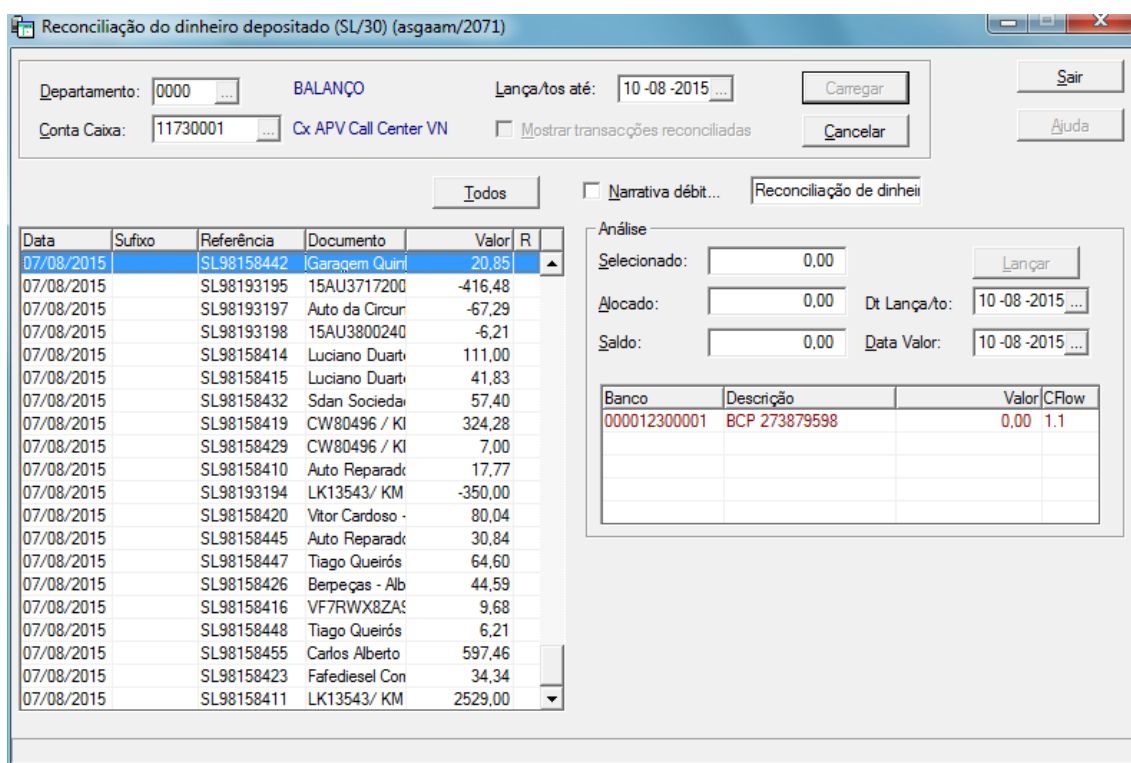 Reconciliação do dinheiro depositado (SL/30) (asgaam/2071)
Departamento: 0000 ... BALANÇO Lança/tos até: 10 -08 -2015 ... Carregar Sair
Conta Caixa: 11730001 ... Cx APV Call Center VN Mostrar transacções reconciliadas Cancelar Ajuda
Todos Narrativa débit... Reconciliação de dinheir
Data Sufixo Referência Documento Valor R
07/08/2015 SL98158442 Garagem Quint 20,85
07/08/2015 SL98193195 15AU3717200 -416,48
07/08/2015 SL98193197 Auto da Circun -67,29
07/08/2015 SL98193198 15AU3800240 -6,21
07/08/2015 SL98158414 Luciano Duart 111,00
07/08/2015 SL98158415 Luciano Duart 41,83
07/08/2015 SL98158432 Sdan Socieda 57,40
07/08/2015 SL98158419 CW80496 / KI 324,28
07/08/2015 SL98158429 CW80496 / KI 7,00
07/08/2015 SL98158410 Auto Reparad 17,77
07/08/2015 SL98193194 LK13543/ KM -350,00
07/08/2015 SL98158420 Vitor Cardoso - 80,04
07/08/2015 SL98158445 Auto Reparad 30,84
07/08/2015 SL98158447 Tiago Queirós 64,60
07/08/2015 SL98158426 Berpeças - Alb 44,59
07/08/2015 SL98158416 VF7RWX8ZAS 9,68
07/08/2015 SL98158448 Tiago Queirós 6,21
07/08/2015 SL98158455 Carlos Alberto 597,46
07/08/2015 SL98158423 Fafediesel Com 34,34
07/08/2015 SL98158411 LK13543/ KM 2529,00
Análise
Selecionado: 0,00 Lançar
Alocado: 0,00 Dt Lança/to: 10 -08 -2015 ...
Saldo: 0,00 Data Valor: 10 -08 -2015 ...
Banco Descrição Valor CFlow
000012300001 BCP 273879598 0,00 1.1